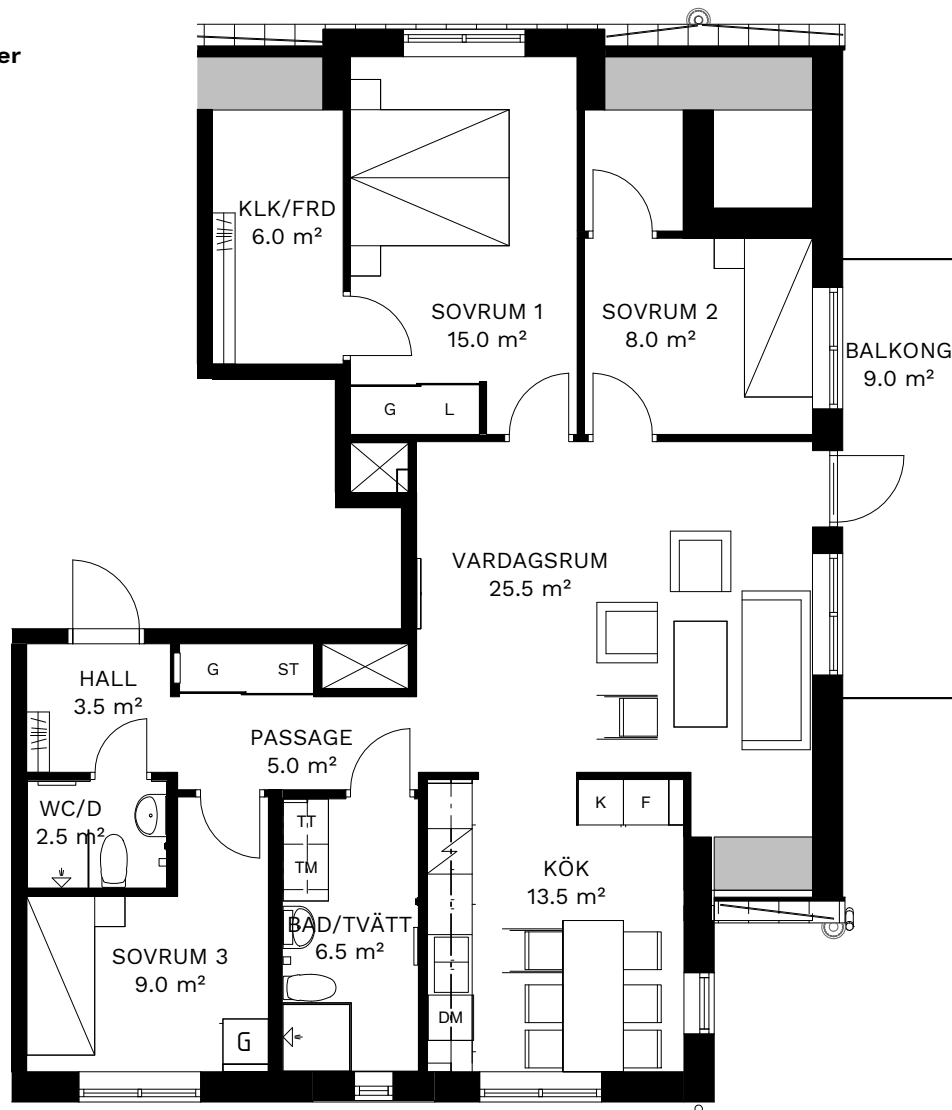 er
KLK/FRD
6.0 m²
SOVRUM 1
15.0 m²
SOVRUM 2
8.0 m²
BALKONG
9.0 m²
G
L
VARDAGSRUM
25.5 m²
HALL
3.5 m²
G
ST
PASSAGE
5.0 m²
WC/D
2.5 m²
TT
TM
K
F
KÖK
13.5 m²
BAD/TVÄTT
6.5 m²
SOVRUM 3
9.0 m²
DM
G